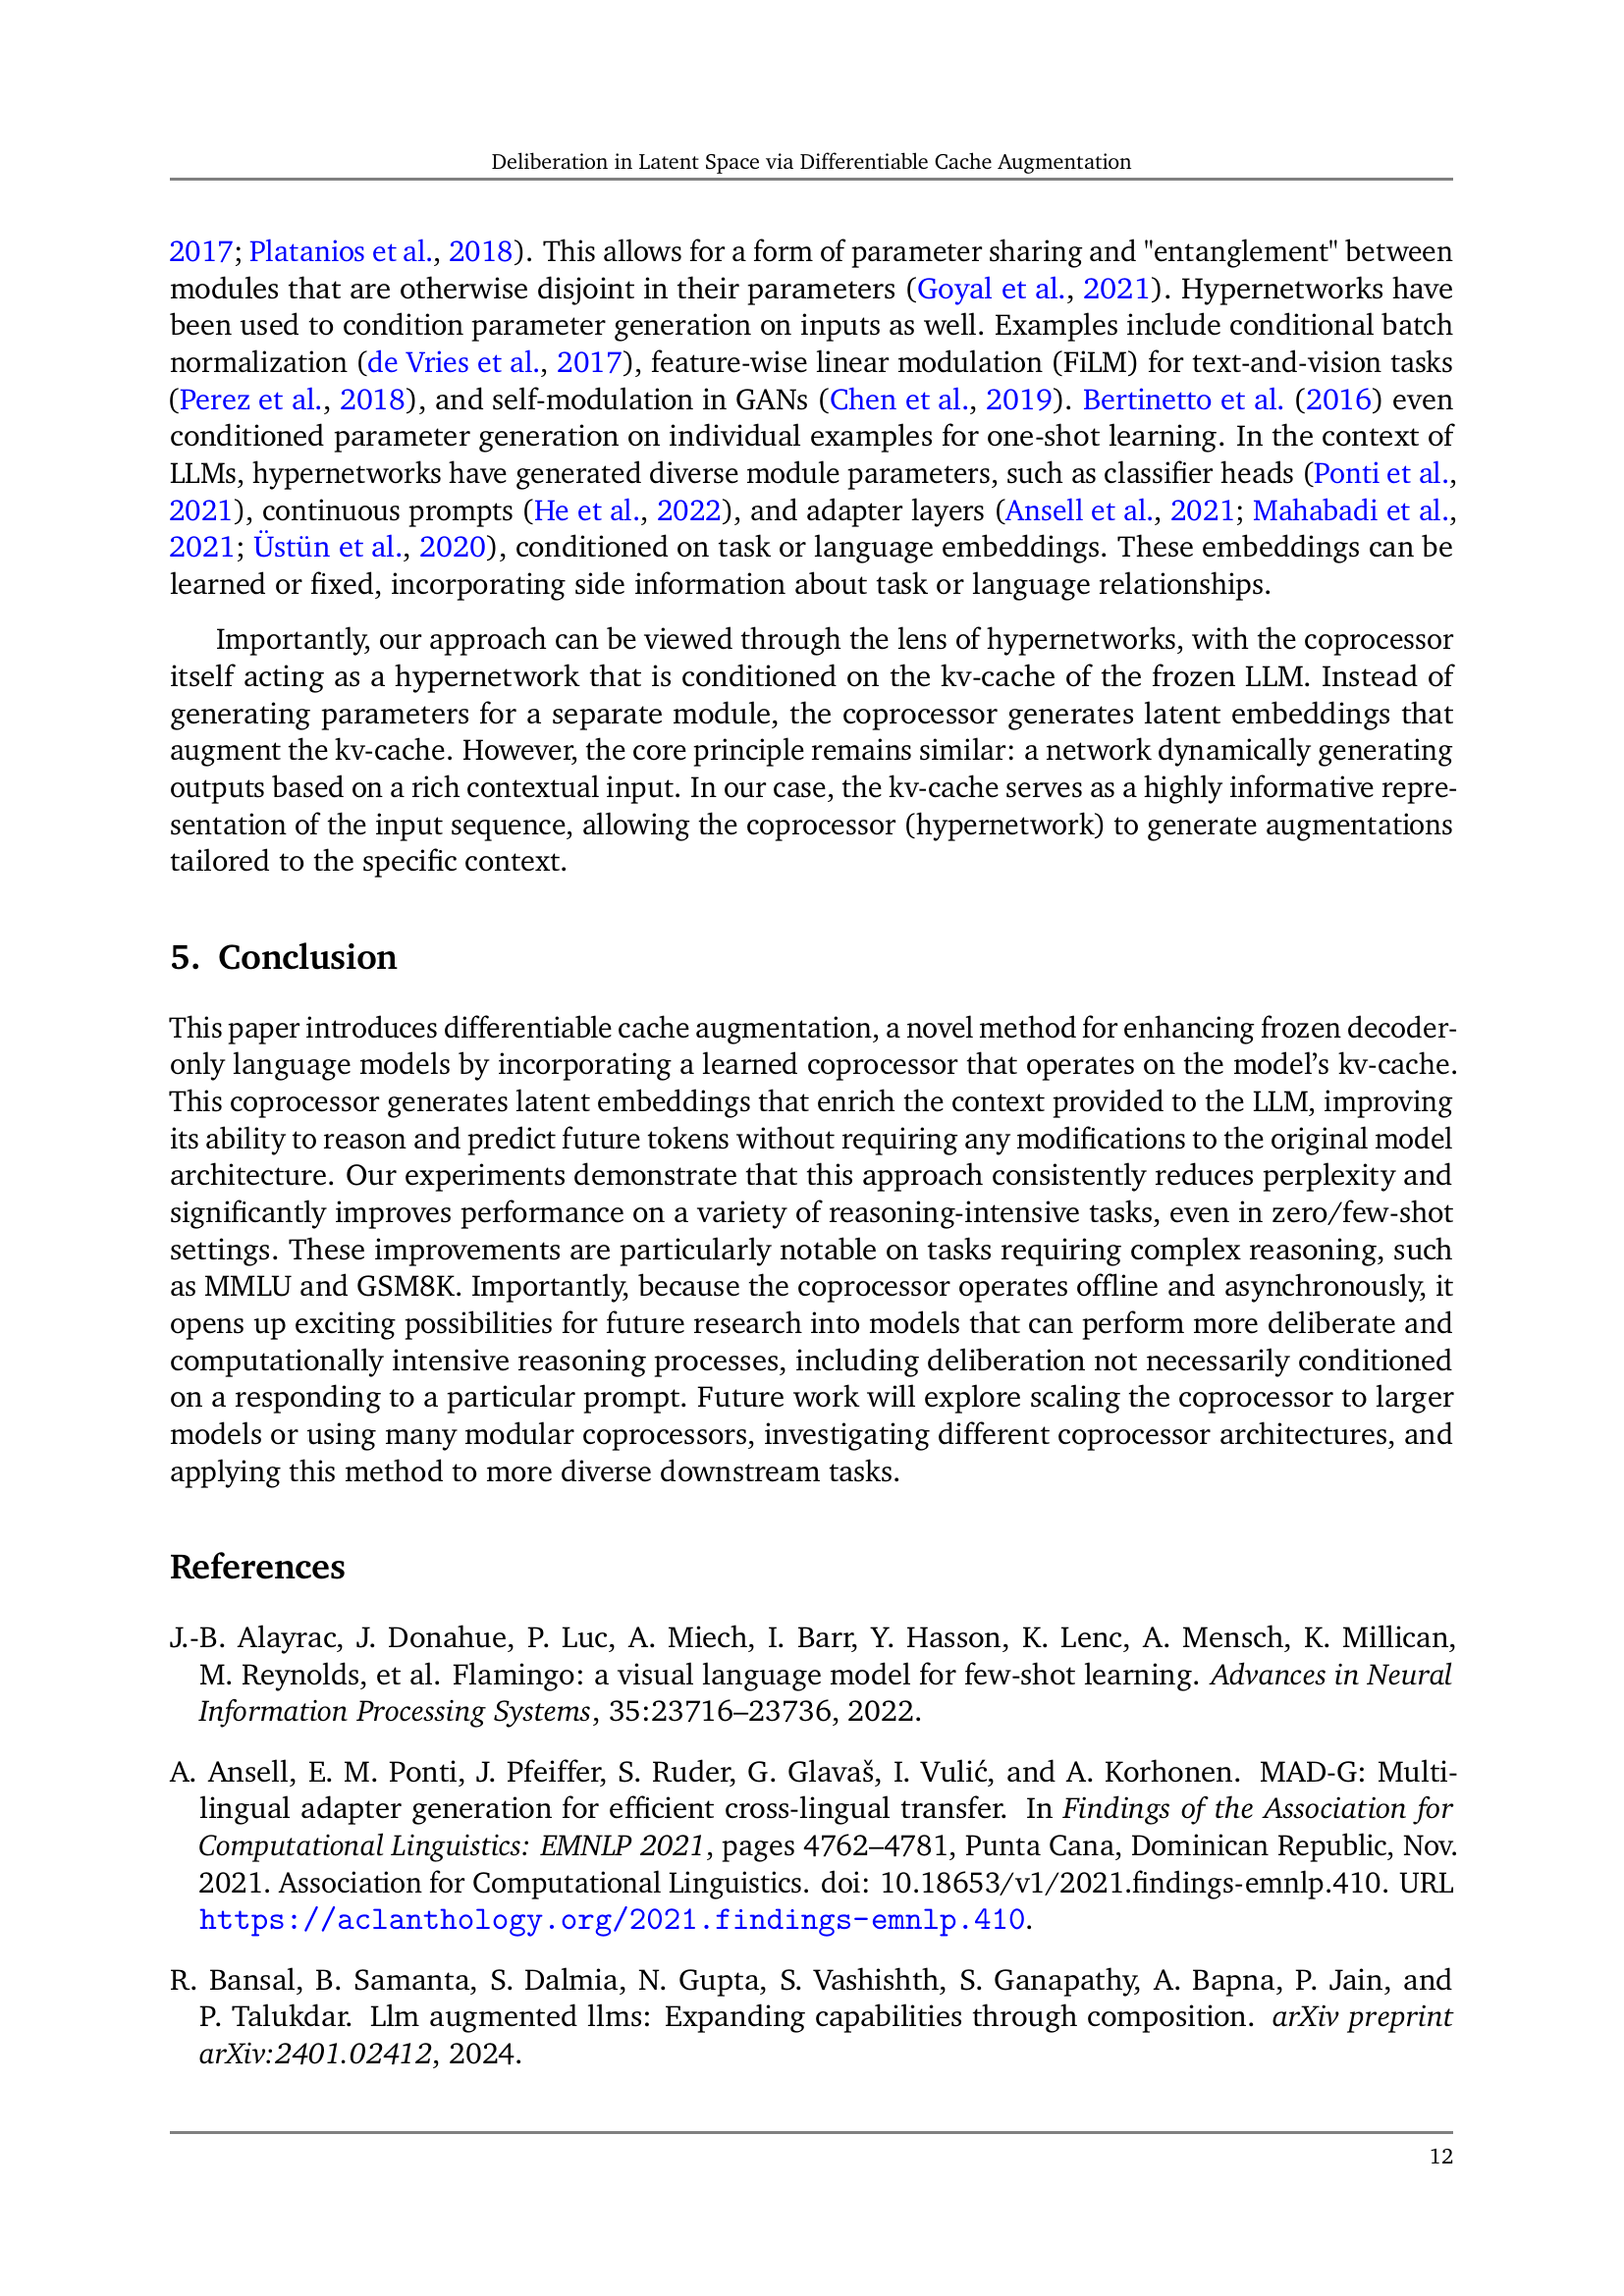 Deliberation in Latent Space via Differentiable Cache Augmentation
2017; Platanios et al., 2018). This allows for a form of parameter sharing and "entanglement" between
modules that are otherwise disjoint in their parameters (Goyal et al., 2021). Hypernetworks have
been used to condition parameter generation on inputs as well. Examples include conditional batch
normalization (de Vries et al., 2017), feature-wise linear modulation (FiLM) for text-and-vision tasks
(Perez et al., 2018), and self-modulation in GANs (Chen et al., 2019). Bertinetto et al. (2016) even
conditioned parameter generation on individual examples for one-shot learning. In the context of
LLMs, hypernetworks have generated diverse module parameters, such as classifier heads (Ponti et al.,
2021), continuous prompts (He et al., 2022), and adapter layers (Ansell et al., 2021; Mahabadi et al.,
2021; Üstün et al., 2020), conditioned on task or language embeddings. These embeddings can be
learned or fixed, incorporating side information about task or language relationships.
Importantly, our approach can be viewed through the lens of hypernetworks, with the coprocessor
itself acting as a hypernetwork that is conditioned on the kv-cache of the frozen LLM. Instead of
generating parameters for a separate module, the coprocessor generates latent embeddings that
augment the kv-cache. However, the core principle remains similar: a network dynamically generating
outputs based on a rich contextual input. In our case, the kv-cache serves as a highly informative repre-
sentation of the input sequence, allowing the coprocessor (hypernetwork) to generate augmentations
tailored to the specific context.
5. Conclusion
This paper introduces differentiable cache augmentation, a novel method for enhancing frozen decoder-
only language models by incorporating a learned coprocessor that operates on the model's kv-cache.
This coprocessor generates latent embeddings that enrich the context provided to the LLM, improving
its ability to reason and predict future tokens without requiring any modifications to the original model
architecture. Our experiments demonstrate that this approach consistently reduces perplexity and
significantly improves performance on a variety of reasoning-intensive tasks, even in zero/few-shot
settings. These improvements are particularly notable on tasks requiring complex reasoning, such
as MMLU and GSM8K. Importantly, because the coprocessor operates offline and asynchronously, it
opens up exciting possibilities for future research into models that can perform more deliberate and
computationally intensive reasoning processes, including deliberation not necessarily conditioned
on a responding to a particular prompt. Future work will explore scaling the coprocessor to larger
models or using many modular coprocessors, investigating different coprocessor architectures, and
applying this method to more diverse downstream tasks.
References
J.-B. Alayrac, J. Donahue, P. Luc, A. Miech, I. Barr, Y. Hasson, K. Lenc, A. Mensch, K. Millican,
M. Reynolds, et al. Flamingo: a visual language model for few-shot learning. Advances in Neural
Information Processing Systems, 35:23716–23736, 2022.
A. Ansell, E. M. Ponti, J. Pfeiffer, S. Ruder, G. Glavaš, I. Vulić, and A. Korhonen. MAD-G: Multi-
lingual adapter generation for efficient cross-lingual transfer. In Findings of the Association for
Computational Linguistics: EMNLP 2021, pages 4762–4781, Punta Cana, Dominican Republic, Nov.
2021. Association for Computational Linguistics. doi: 10.18653/v1/2021.findings-emnlp.410. URL
https://aclanthology.org/2021.findings-emnlp.410.
R. Bansal, B. Samanta, S. Dalmia, N. Gupta, S. Vashishth, S. Ganapathy, A. Bapna, P. Jain, and
P. Talukdar. Llm augmented llms: Expanding capabilities through composition. arXiv preprint
arXiv:2401.02412, 2024.
12